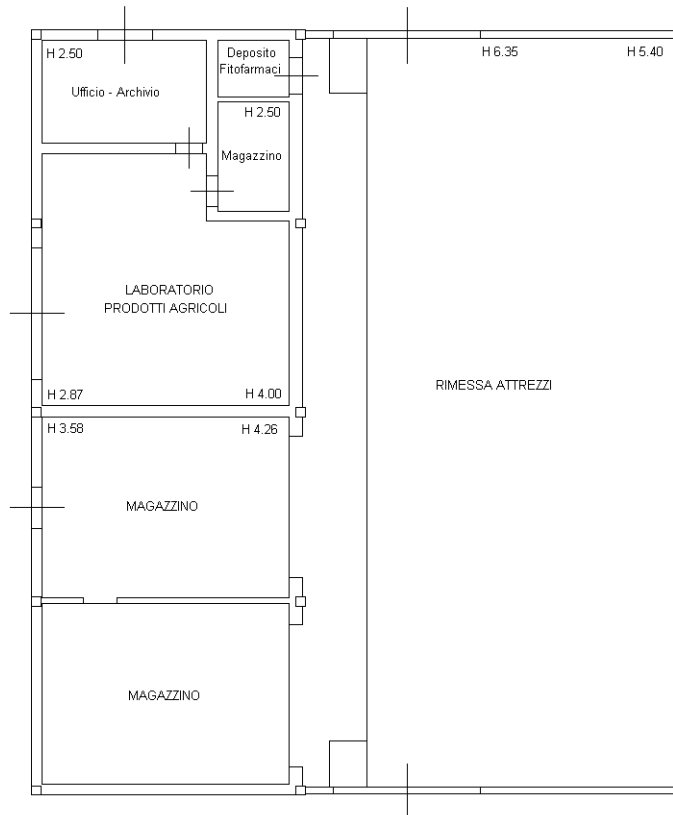 H 2.50
Ufficio - Archivio
Deposito
Fitofarmaci
H 6.35
H 5.40
H 2.50
Magazzino
LABORATORIO
PRODOTTI AGRICOLI
H 2.87
H 4.00
RIMESSA ATTREZZI
H 3.58
H 4.26
MAGAZZINO
MAGAZZINO